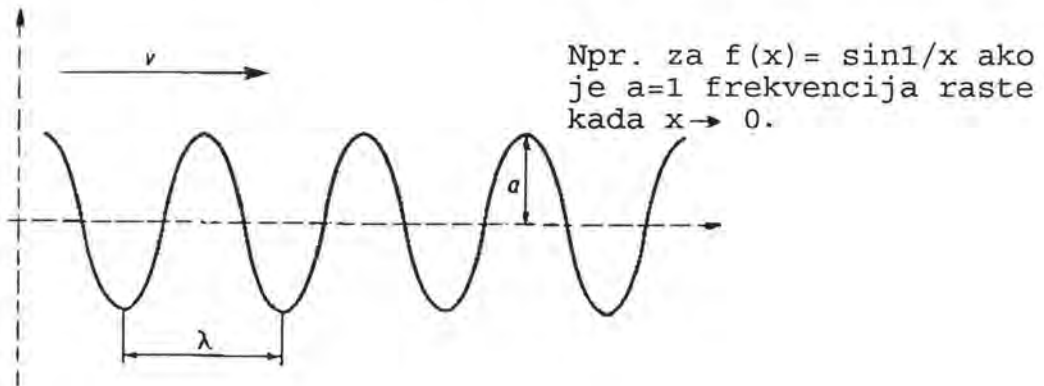 v
Npr. za f(x)= sin1/x ako
je a=1 frekvencija raste
kada x→ 0.
a
λ